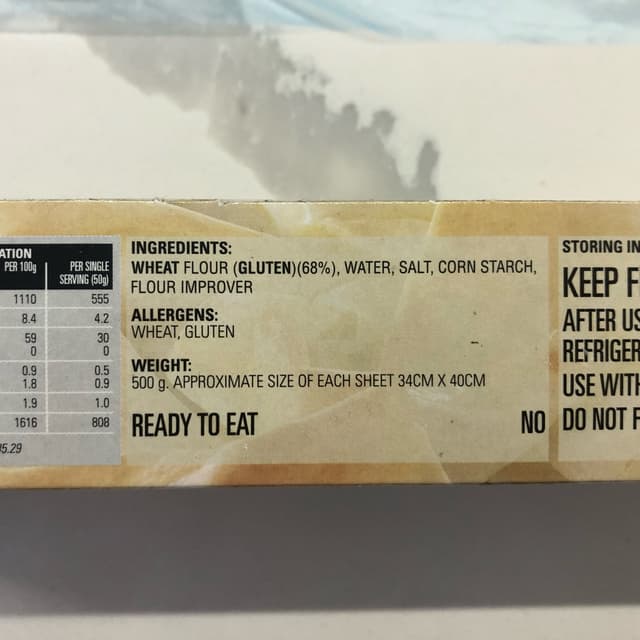 ATION
PER 100g PER SINGLE
SERVING (50g)
1110 555
8.4 4.2
59 30
0 0
0.9 0.5
1.8 0.9
1.9 1.0
1616 808
5.29
INGREDIENTS:
WHEAT FLOUR (GLUTEN)(68%), WATER, SALT, CORN STARCH,
FLOUR IMPROVER
ALLERGENS:
WHEAT, GLUTEN
WEIGHT:
500 g. APPROXIMATE SIZE OF EACH SHEET 34CM X 40CM
READY TO EAT NO
STORING IN
KEEP F
AFTER US
REFRIGER
USE WITH
DO NOT F